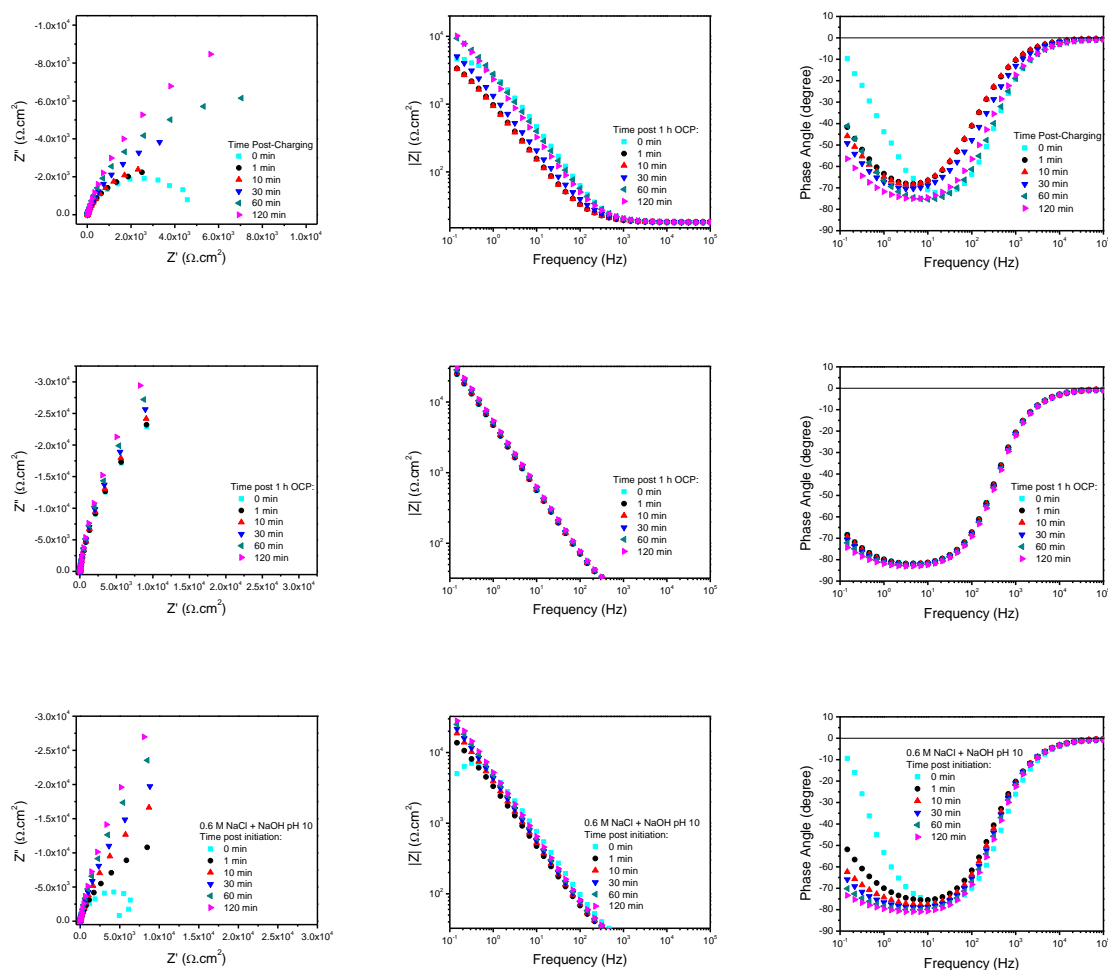 -1.0x10⁴
-8.0x10³
-6.0x10³
-4.0x10³
-2.0x10³
0.0
Z'' (Ω.cm²)
Time Post-Charging
0 min
1 min
10 min
30 min
60 min
120 min
0.0 2.0x10³ 4.0x10³ 6.0x10³ 8.0x10³ 1.0x10⁴
Z' (Ω.cm²)
10⁴
10³
10²
|Z| (Ω.cm²)
Time post 1 h OCP:
0 min
1 min
10 min
30 min
60 min
120 min
10⁻¹ 10⁰ 10¹ 10² 10³ 10⁴ 10⁵
Frequency (Hz)
10
0
-10
-20
-30
-40
-50
-60
-70
-80
-90
Phase Angle (degree)
Time Post-Charging
0 min
1 min
10 min
30 min
60 min
120 min
10⁻¹ 10⁰ 10¹ 10² 10³ 10⁴ 10⁵
Frequency (Hz)
-3.0x10⁴
-2.5x10⁴
-2.0x10⁴
-1.5x10⁴
-1.0x10⁴
-5.0x10³
0.0
Z'' (Ω.cm²)
Time post 1 h OCP:
0 min
1 min
10 min
30 min
60 min
120 min
0.0 5.0x10³ 1.0x10⁴ 1.5x10⁴ 2.0x10⁴ 2.5x10⁴ 3.0x10⁴
Z' (Ω.cm²)
10⁴
10³
10²
|Z| (Ω.cm²)
Time post 1 h OCP:
0 min
1 min
10 min
30 min
60 min
120 min
10⁻¹ 10⁰ 10¹ 10² 10³ 10⁴ 10⁵
Frequency (Hz)
10
0
-10
-20
-30
-40
-50
-60
-70
-80
-90
Phase Angle (degree)
Time post 1 h OCP:
0 min
1 min
10 min
30 min
60 min
120 min
10⁻¹ 10⁰ 10¹ 10² 10³ 10⁴ 10⁵
Frequency (Hz)
-3.0x10⁴
-2.5x10⁴
-2.0x10⁴
-1.5x10⁴
-1.0x10⁴
-5.0x10³
0.0
Z'' (Ω.cm²)
0.6 M NaCl + NaOH pH 10
Time post initiation:
0 min
1 min
10 min
30 min
60 min
120 min
0.0 5.0x10³ 1.0x10⁴ 1.5x10⁴ 2.0x10⁴ 2.5x10⁴ 3.0x10⁴
Z' (Ω.cm²)
10⁴
10³
10²
|Z| (Ω.cm²)
0.6 M NaCl + NaOH pH 10
Time post initiation:
0 min
1 min
10 min
30 min
60 min
120 min
10⁻¹ 10⁰ 10¹ 10² 10³ 10⁴ 10⁵
Frequency (Hz)
10
0
-10
-20
-30
-40
-50
-60
-70
-80
-90
Phase Angle (degree)
0.6 M NaCl + NaOH pH 10
Time post initiation:
0 min
1 min
10 min
30 min
60 min
120 min
10⁻¹ 10⁰ 10¹ 10² 10³ 10⁴ 10⁵
Frequency (Hz)